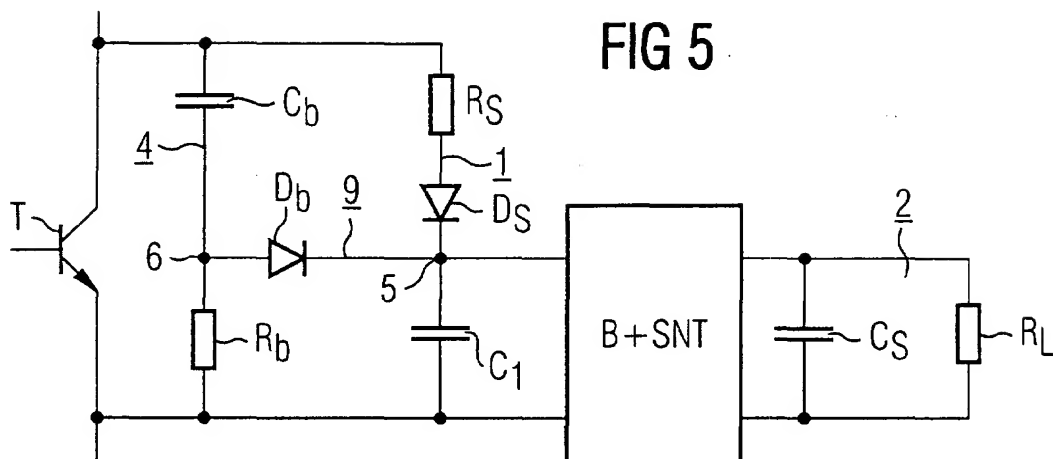 FIG 5
C_b
R_S
4
1
D_b
9
D_S
T
2
6
5
R_b
C_1
B+SNT
C_S
R_L